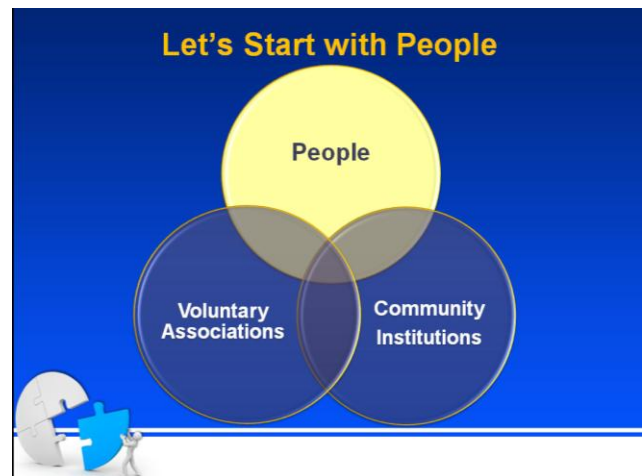 Let's Start with People
People
Voluntary
Associations
Community
Institutions